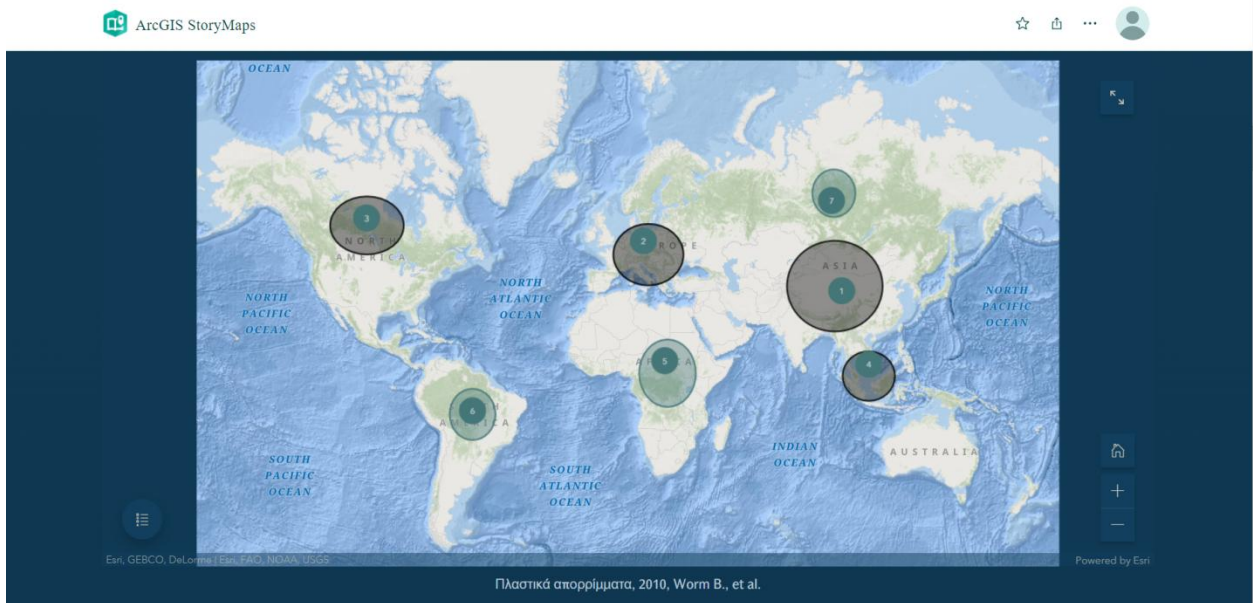 ArcGIS StoryMaps
OCEAN
NORTH
AMERICA
EUROPE
ASIA
NORTH
PACIFIC
OCEAN
NORTH
ATLANTIC
OCEAN
NORTH
PACIFIC
OCEAN
AFRICA
AMERICA
SOUTH
PACIFIC
OCEAN
SOUTH
ATLANTIC
OCEAN
INDIAN
OCEAN
AUSTRALIA
3
2
7
1
5
4
6
Esri, GEBCO, DeLorme | Esri, FAO, NOAA, USGS
Powered by Esri
Πλαστικά απορρίμματα, 2010, Worm B., et al.